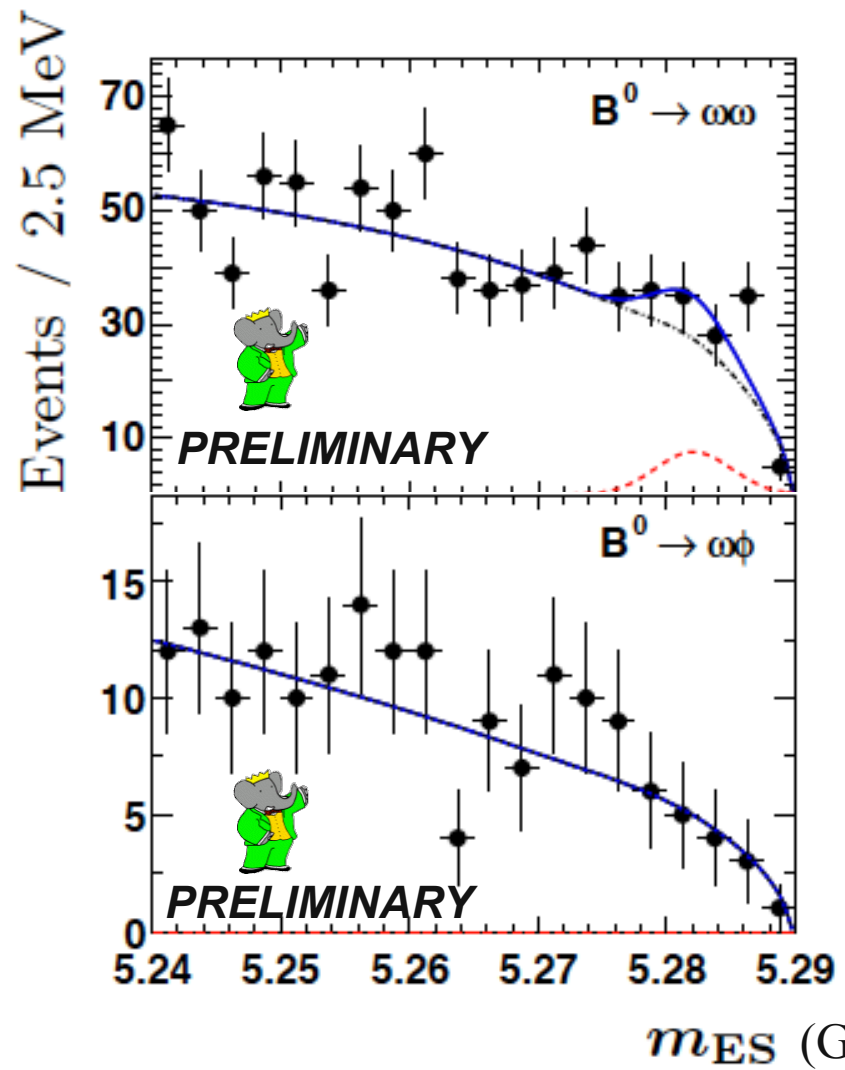 Events / 2.5 MeV
70
50
30
10
B⁰ → ωω
PRELIMINARY
15
10
5
0
B⁰ → ωϕ
PRELIMINARY
5.24 5.25 5.26 5.27 5.28 5.29
m_ES (G